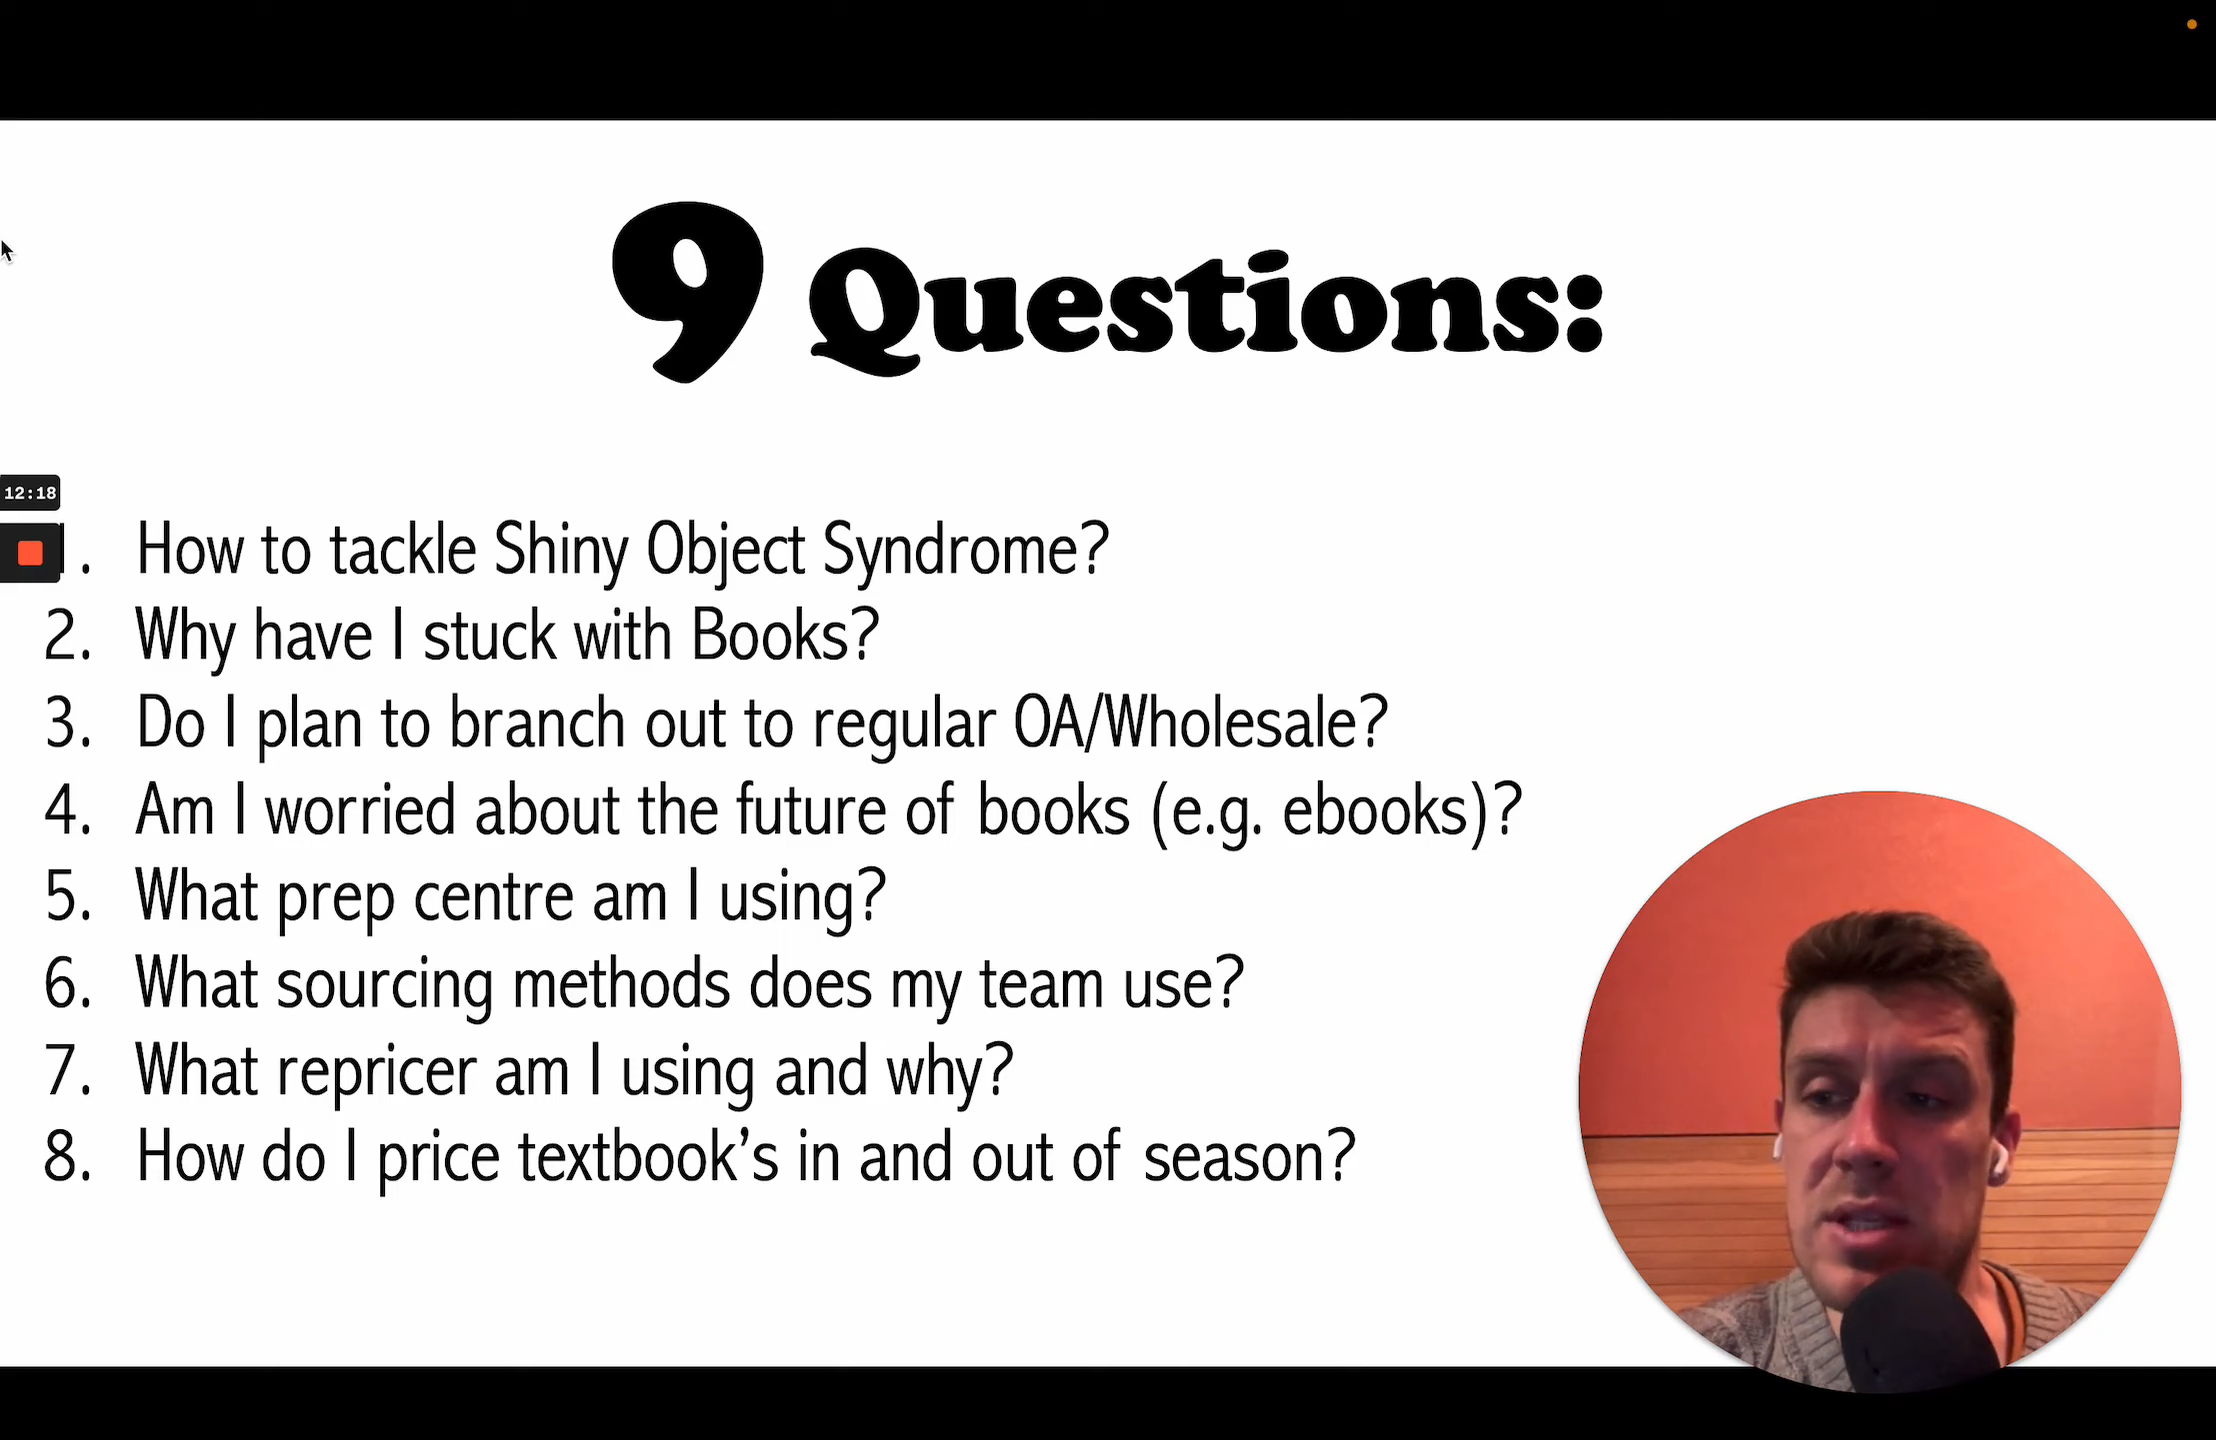 9 Questions:
12:18
1. How to tackle Shiny Object Syndrome?
2. Why have I stuck with Books?
3. Do I plan to branch out to regular OA/Wholesale?
4. Am I worried about the future of books (e.g. ebooks)?
5. What prep centre am I using?
6. What sourcing methods does my team use?
7. What repricer am I using and why?
8. How do I price textbook’s in and out of season?